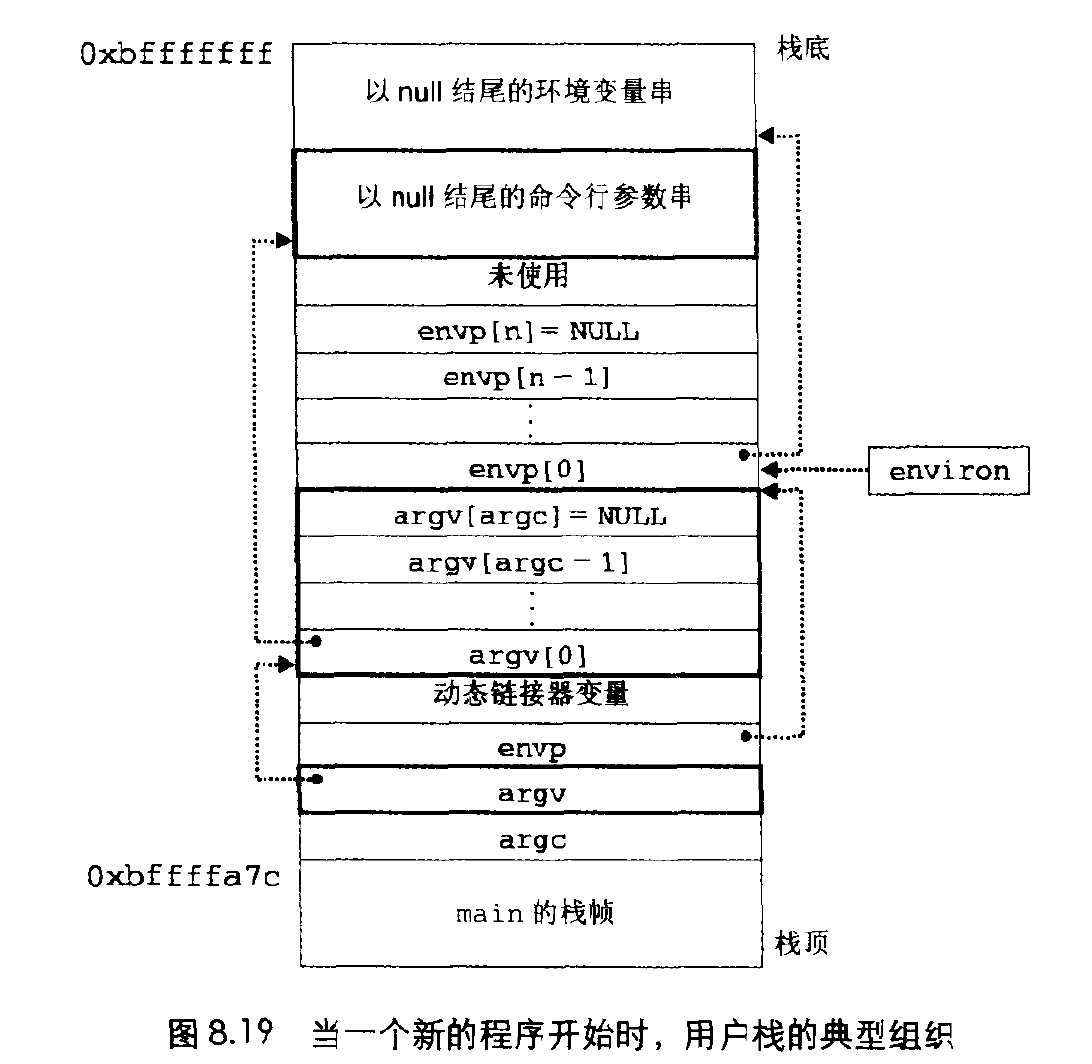 0xbfffffff
栈底
以 null 结尾的环境变量串
以 null 结尾的命令行参数串
未使用
envp[n]= NULL
envp[n - 1]
⋮
envp[0]
environ
argv[argc]= NULL
argv[argc - 1]
⋮
argv[0]
动态链接器变量
envp
argv
argc
0xbffffa7c
main 的栈帧
栈顶
图 8.19 当一个新的程序开始时，用户栈的典型组织